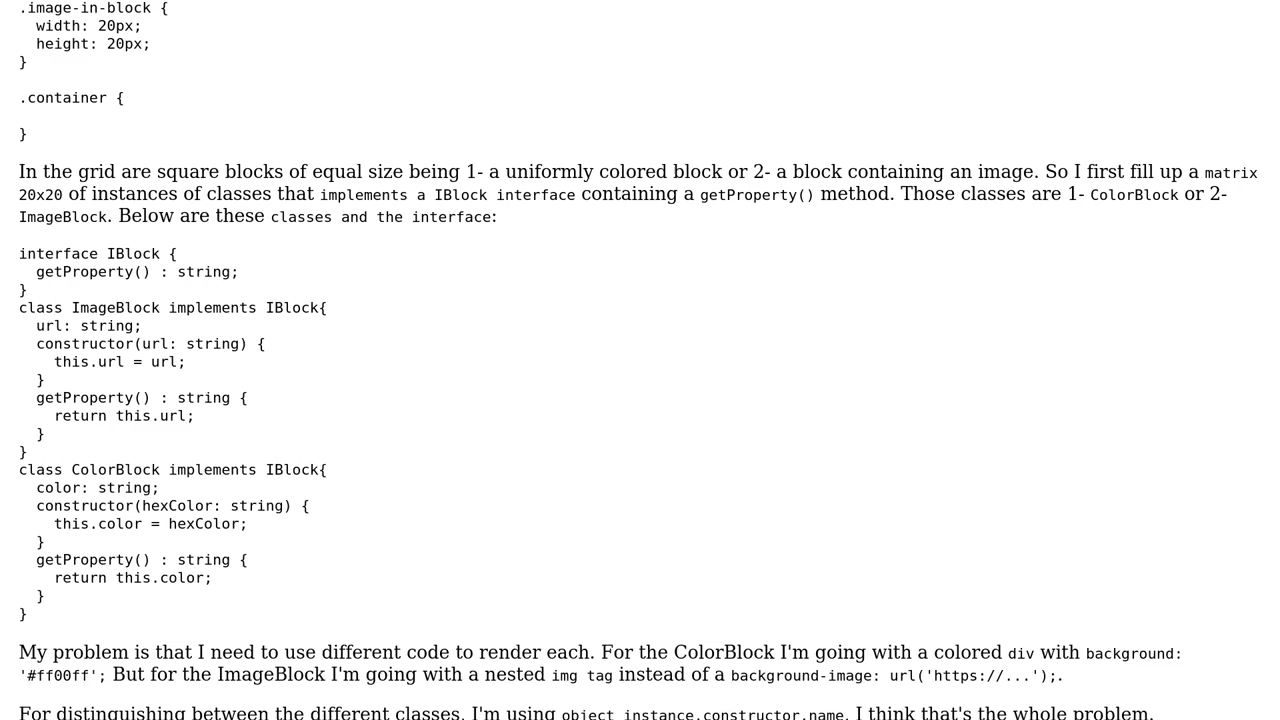 .image-in-block {
  width: 20px;
  height: 20px;
}

.container {

}

In the grid are square blocks of equal size being 1- a uniformly colored block or 2- a block containing an image. So I first fill up a matrix
20x20 of instances of classes that implements a IBlock interface containing a getProperty() method. Those classes are 1- ColorBlock or 2-
ImageBlock. Below are these classes and the interface:

interface IBlock {
  getProperty() : string;
}
class ImageBlock implements IBlock{
  url: string;
  constructor(url: string) {
    this.url = url;
  }
  getProperty() : string {
    return this.url;
  }
}
class ColorBlock implements IBlock{
  color: string;
  constructor(hexColor: string) {
    this.color = hexColor;
  }
  getProperty() : string {
    return this.color;
  }
}

My problem is that I need to use different code to render each. For the ColorBlock I'm going with a colored div with background:
'#ff00ff'; But for the ImageBlock I'm going with a nested img tag instead of a background-image: url('https://...');.

For distinguishing between the different classes, I'm using object instance.constructor.name. I think that's the whole problem.